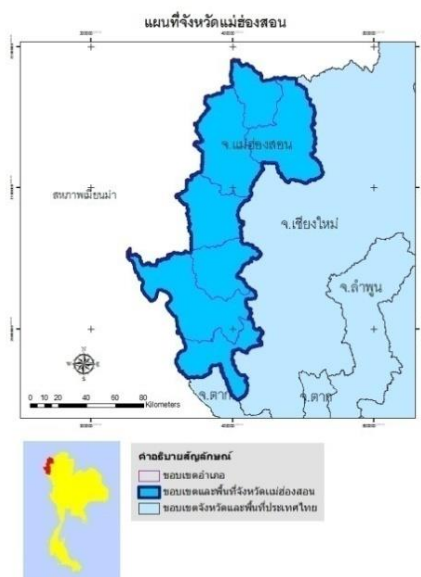 แผนที่จังหวัดแม่ฮ่องสอน
จ.แม่ฮ่องสอน
สหภาพเมียนม่า
จ.เชียงใหม่
จ.ลำพูน
จ.ตาก
จ.ตาก
N
S
0 5 10 20 40 60 80
Kilometers
คำอธิบายสัญลักษณ์
ขอบเขตอำเภอ
ขอบเขตและพื้นที่จังหวัดแม่ฮ่องสอน
ขอบเขตจังหวัดและพื้นที่ประเทศไทย